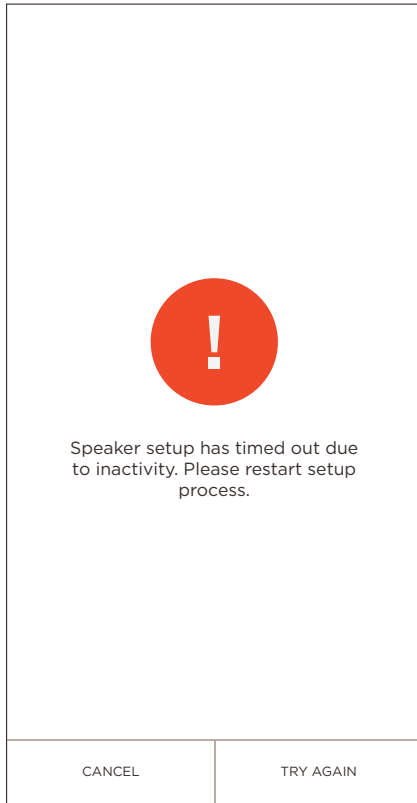 !
Speaker setup has timed out due
to inactivity. Please restart setup
process.
CANCEL
TRY AGAIN